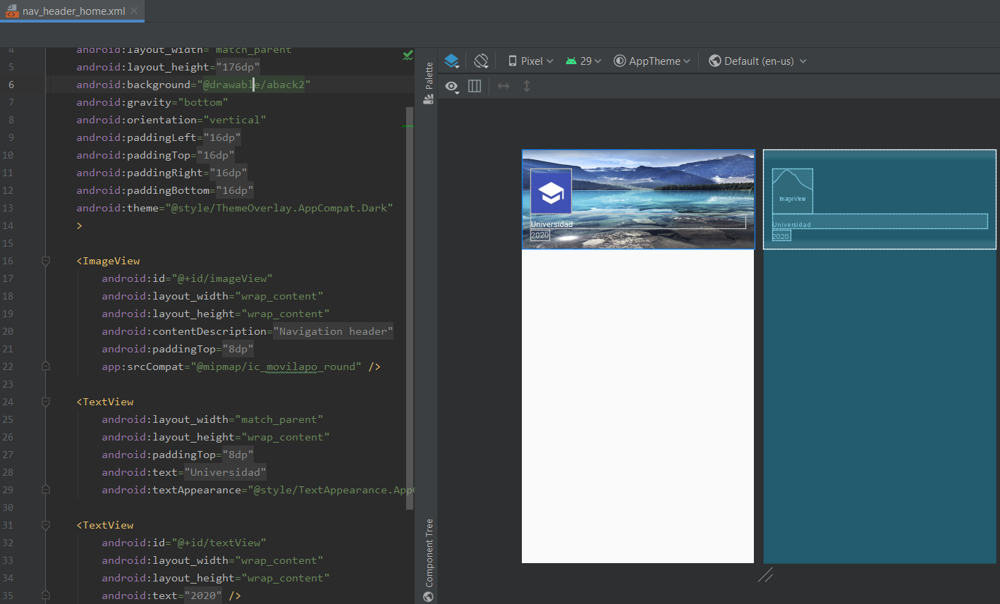 nav_header_home.xml
4 android:layout_width="match_parent"
5 android:layout_height="176dp"
6 android:background="@drawable/aback2"
7 android:gravity="bottom"
8 android:orientation="vertical"
9 android:paddingLeft="16dp"
10 android:paddingTop="16dp"
11 android:paddingRight="16dp"
12 android:paddingBottom="16dp"
13 android:theme="@style/ThemeOverlay.AppCompat.Dark"
14 >
15
16 <ImageView
17 android:id="@+id/imageView"
18 android:layout_width="wrap_content"
19 android:layout_height="wrap_content"
20 android:contentDescription="Navigation header"
21 android:paddingTop="8dp"
22 app:srcCompat="@mipmap/ic_movilapo_round" />
23
24 <TextView
25 android:layout_width="match_parent"
26 android:layout_height="wrap_content"
27 android:paddingTop="8dp"
28 android:text="Universidad"
29 android:textAppearance="@style/TextAppearance.App
30
31 <TextView
32 android:id="@+id/textView"
33 android:layout_width="wrap_content"
34 android:layout_height="wrap_content"
35 android:text="2020" />
Palette
Component Tree
Pixel 29 AppTheme Default (en-us)
Universidad
2020
ImageView
Universidad
2020